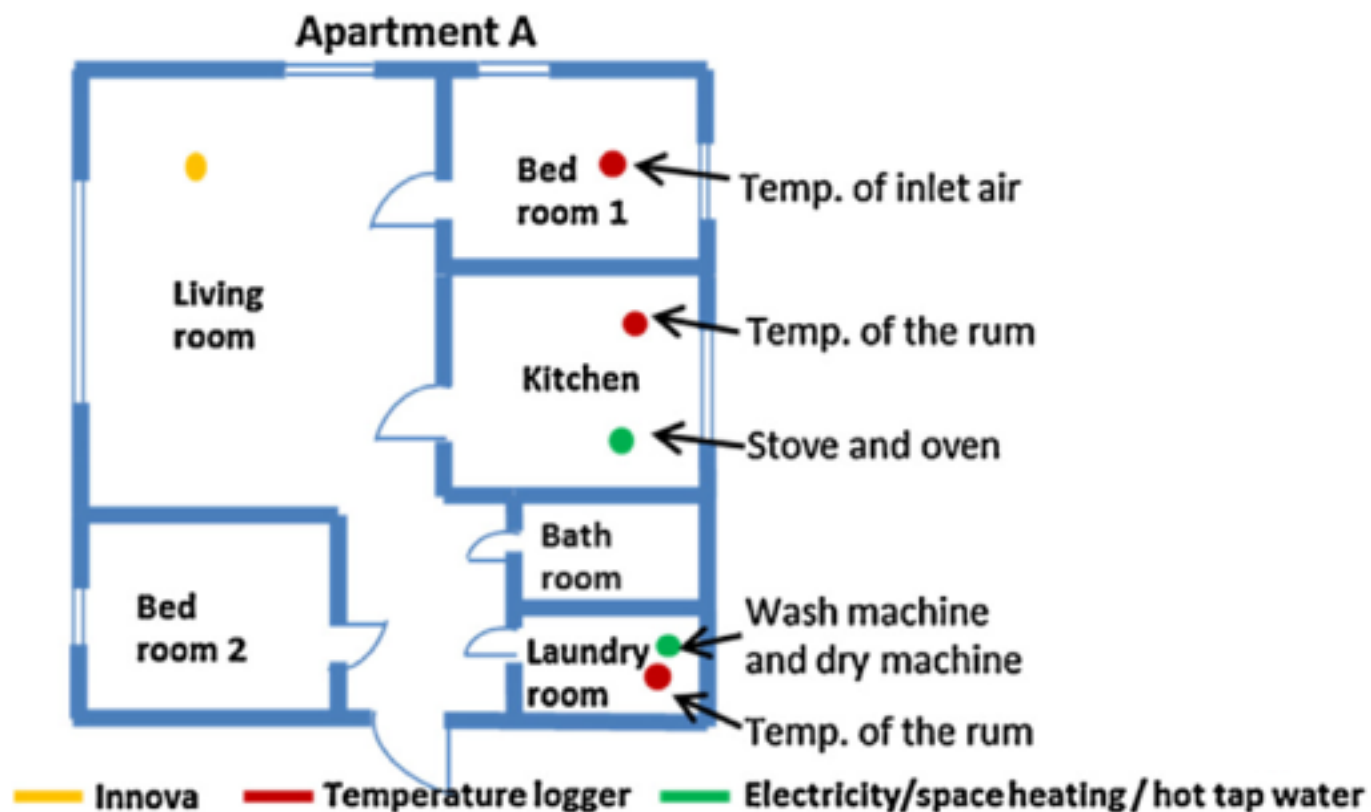 Apartment A
Bed
room 1
Temp. of inlet air
Living
room
Temp. of the rum
Kitchen
Stove and oven
Bath
room
Bed
room 2
Wash machine
and dry machine
Laundry
room
Temp. of the rum
Innova
Temperature logger
Electricity/space heating / hot tap water